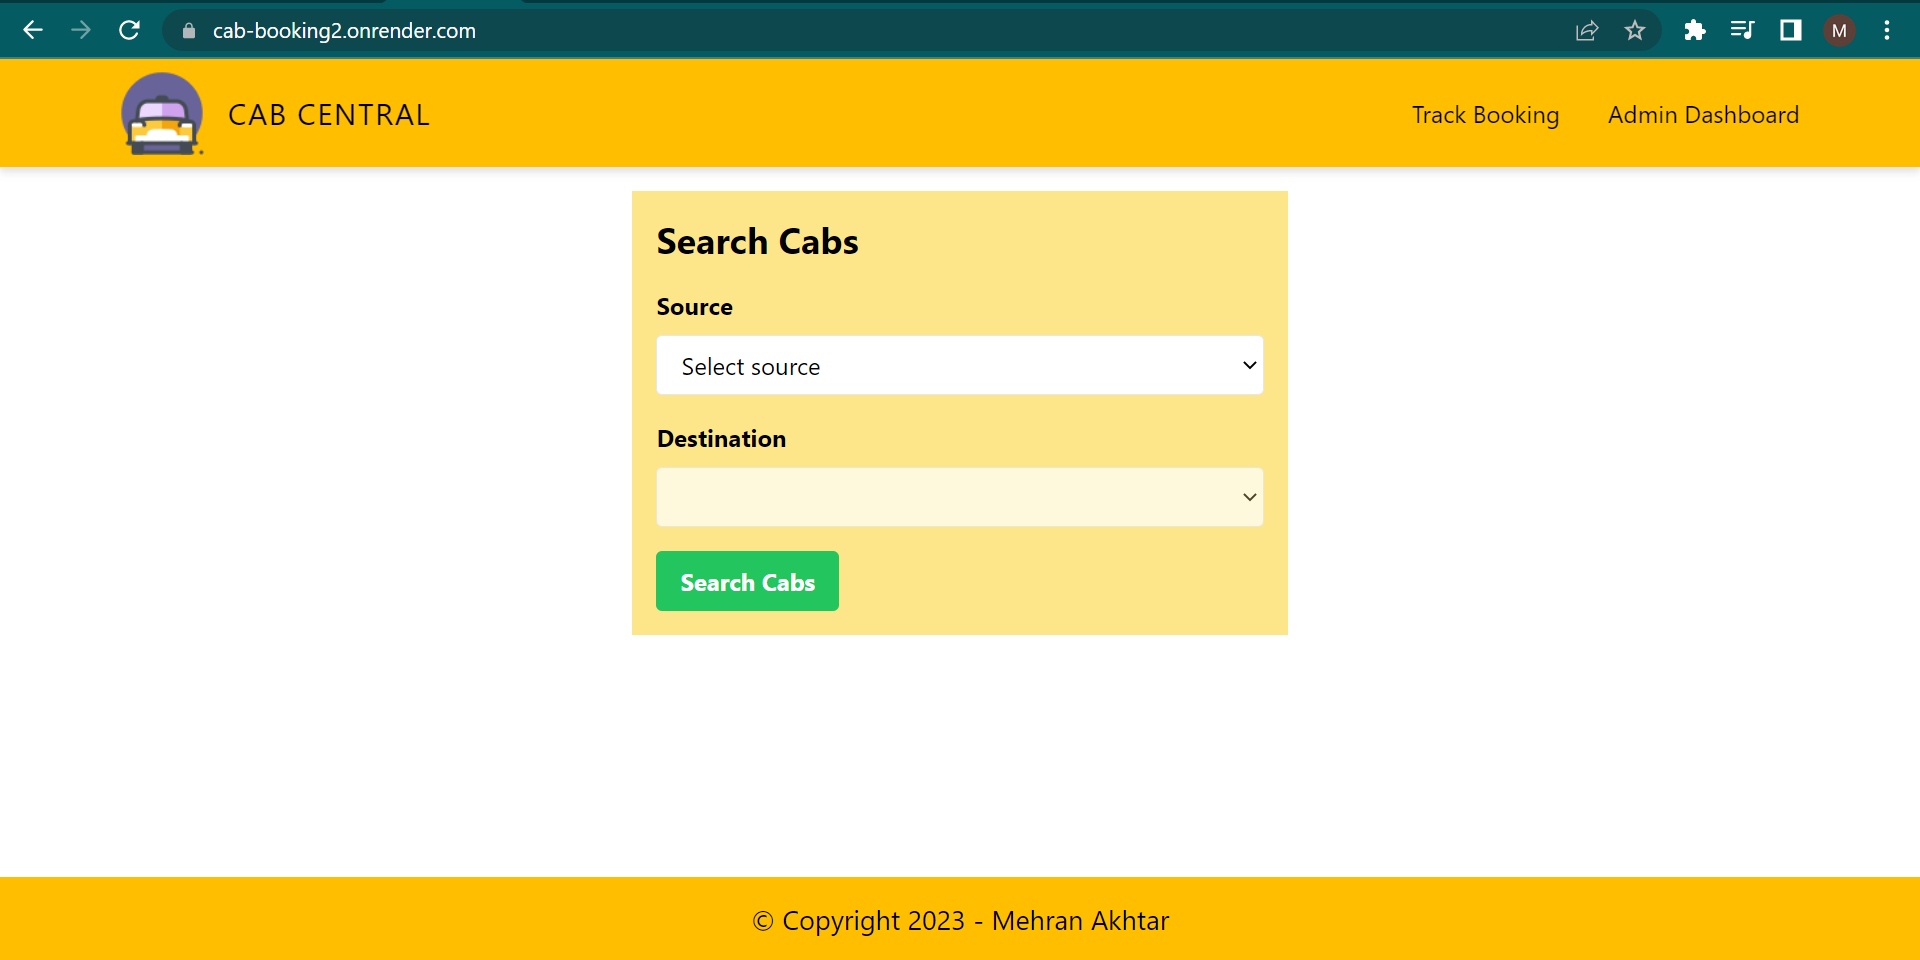 cab-booking2.onrender.com
M
CAB CENTRAL
Track Booking
Admin Dashboard
Search Cabs
Source
Select source
Destination
Search Cabs
© Copyright 2023 - Mehran Akhtar